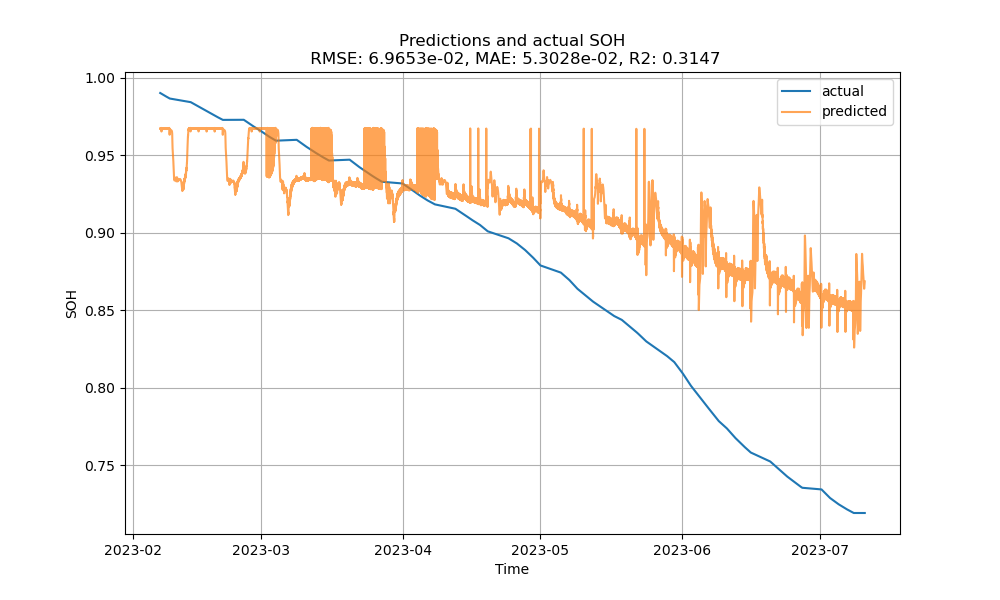 Predictions and actual SOH
RMSE: 6.9653e-02, MAE: 5.3028e-02, R2: 0.3147
actual
predicted
1.00
0.95
0.90
0.85
0.80
0.75
SOH
2023-02
2023-03
2023-04
2023-05
2023-06
2023-07
Time